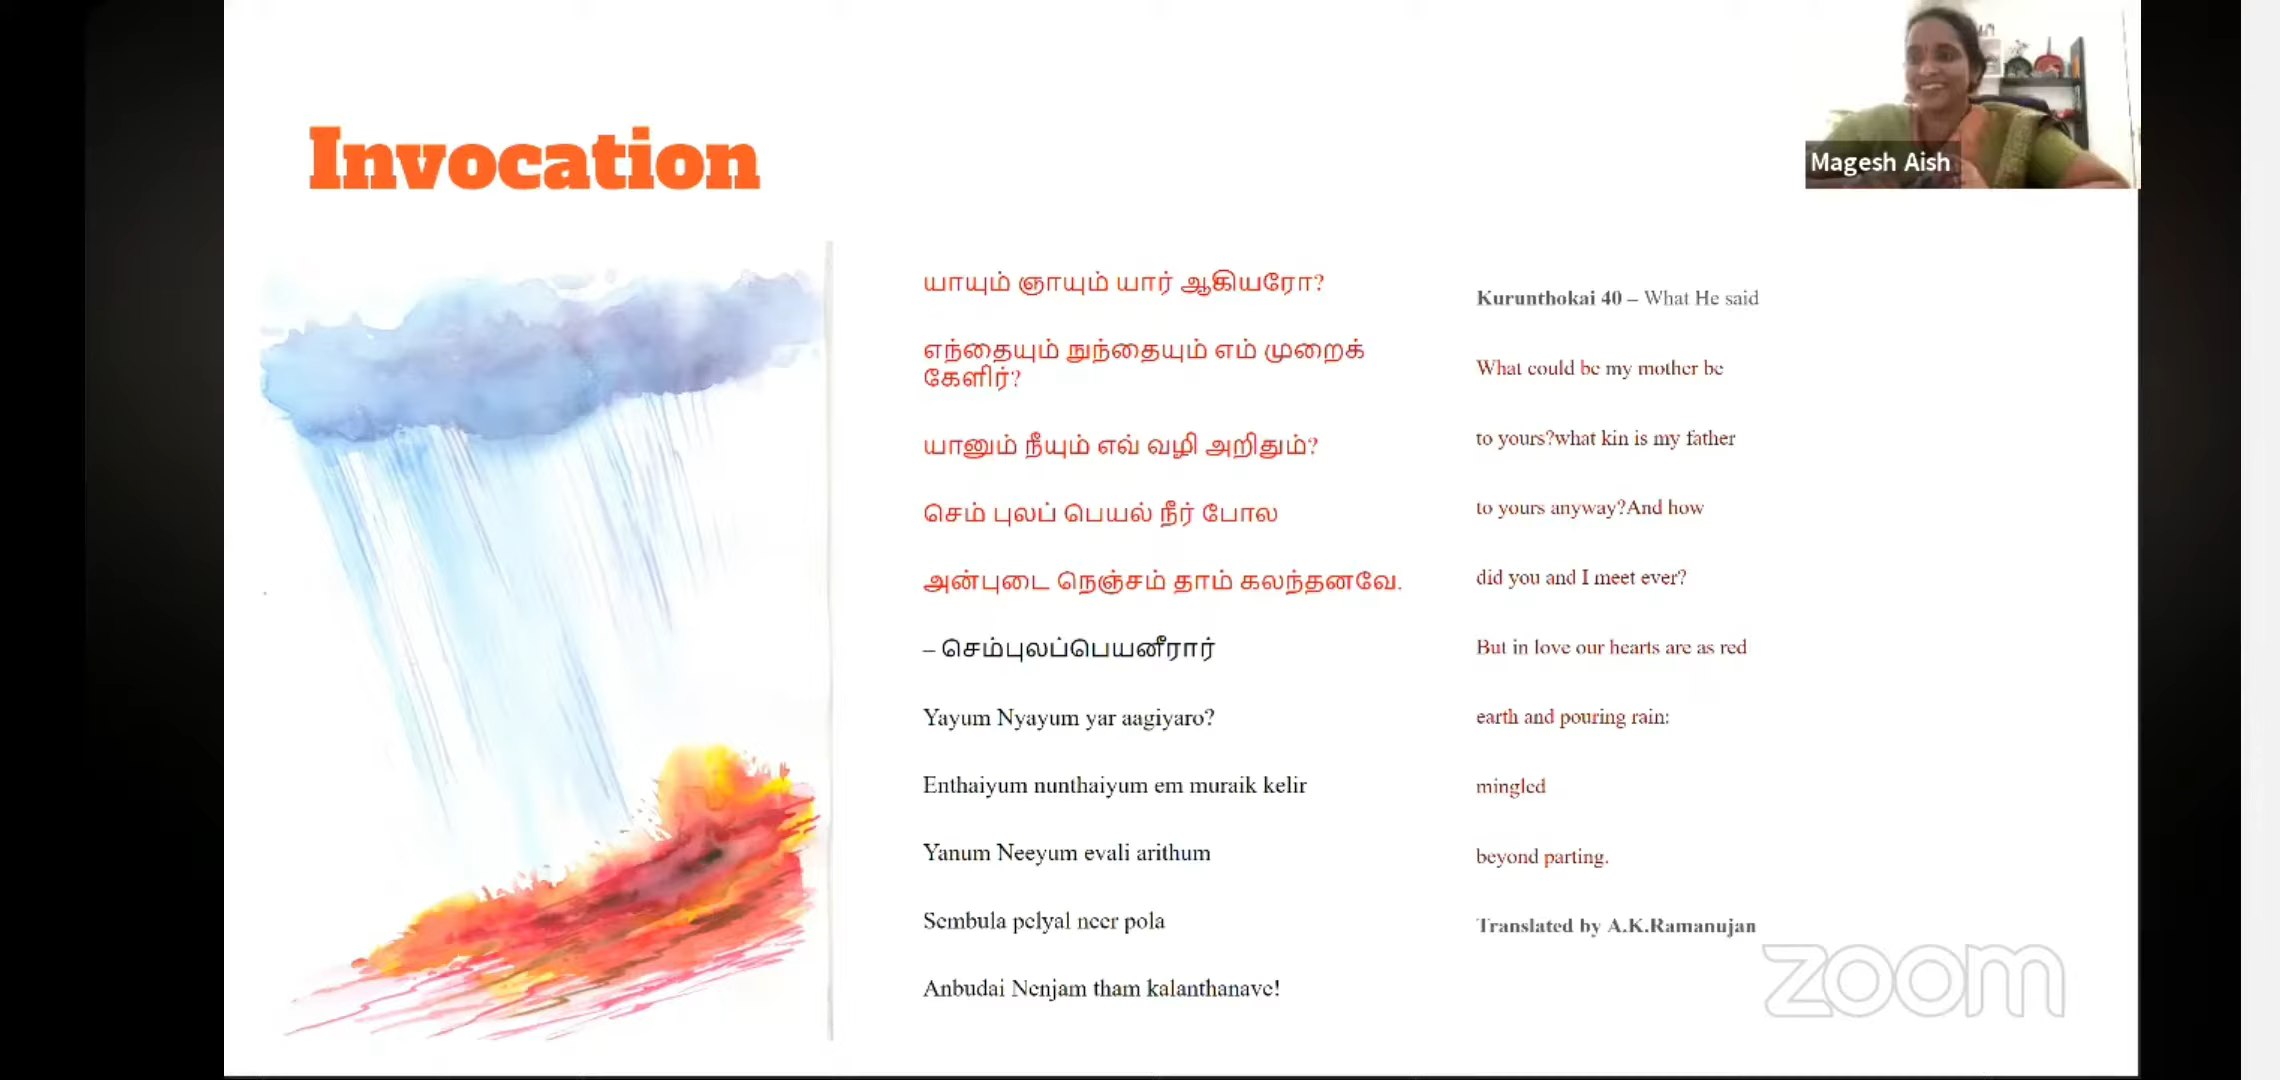 Invocation
Magesh Aish
யாயும் ஞாயும் யார் ஆகியரோ?
எந்தையும் நுந்தையும் எம் முறைக்
கேளிர்?
யானும் நீயும் எவ் வழி அறிதும்?
செம் புலப் பெயல் நீர் போல
அன்புடை நெஞ்சம் தாம் கலந்தனவே.
– செம்புலப்பெயனீரார்
Yayum Nyayum yar aagiyaro?
Enthaiyum nunthaiyum em muraik kelir
Yanum Neeyum evali arithum
Sembula pelyal neer pola
Anbudai Nenjam tham kalanthanave!
Kurunthokai 40 – What He said
What could be my mother be
to yours?what kin is my father
to yours anyway?And how
did you and I meet ever?
But in love our hearts are as red
earth and pouring rain:
mingled
beyond parting.
Translated by A.K.Ramanujan
zoom